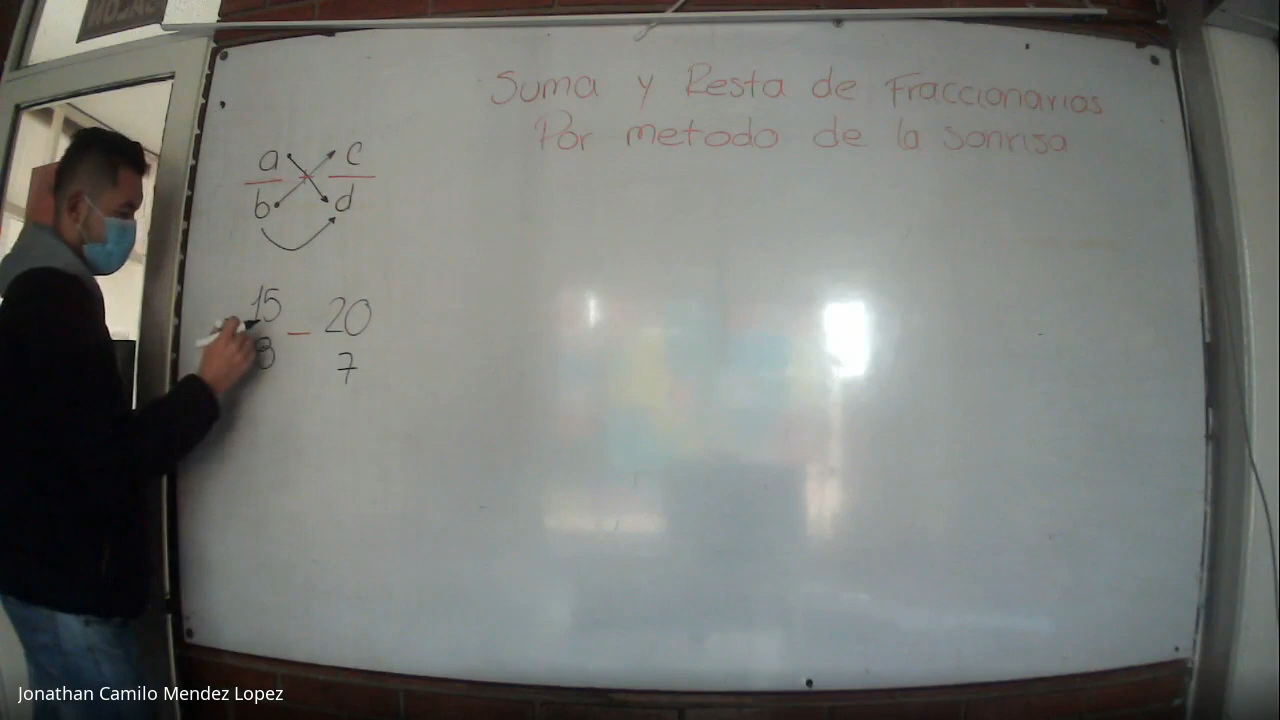 Suma y Resta de Fraccionarios
Por metodo de la sonrisa
a c
b d
15 - 20
8 7
Jonathan Camilo Mendez Lopez